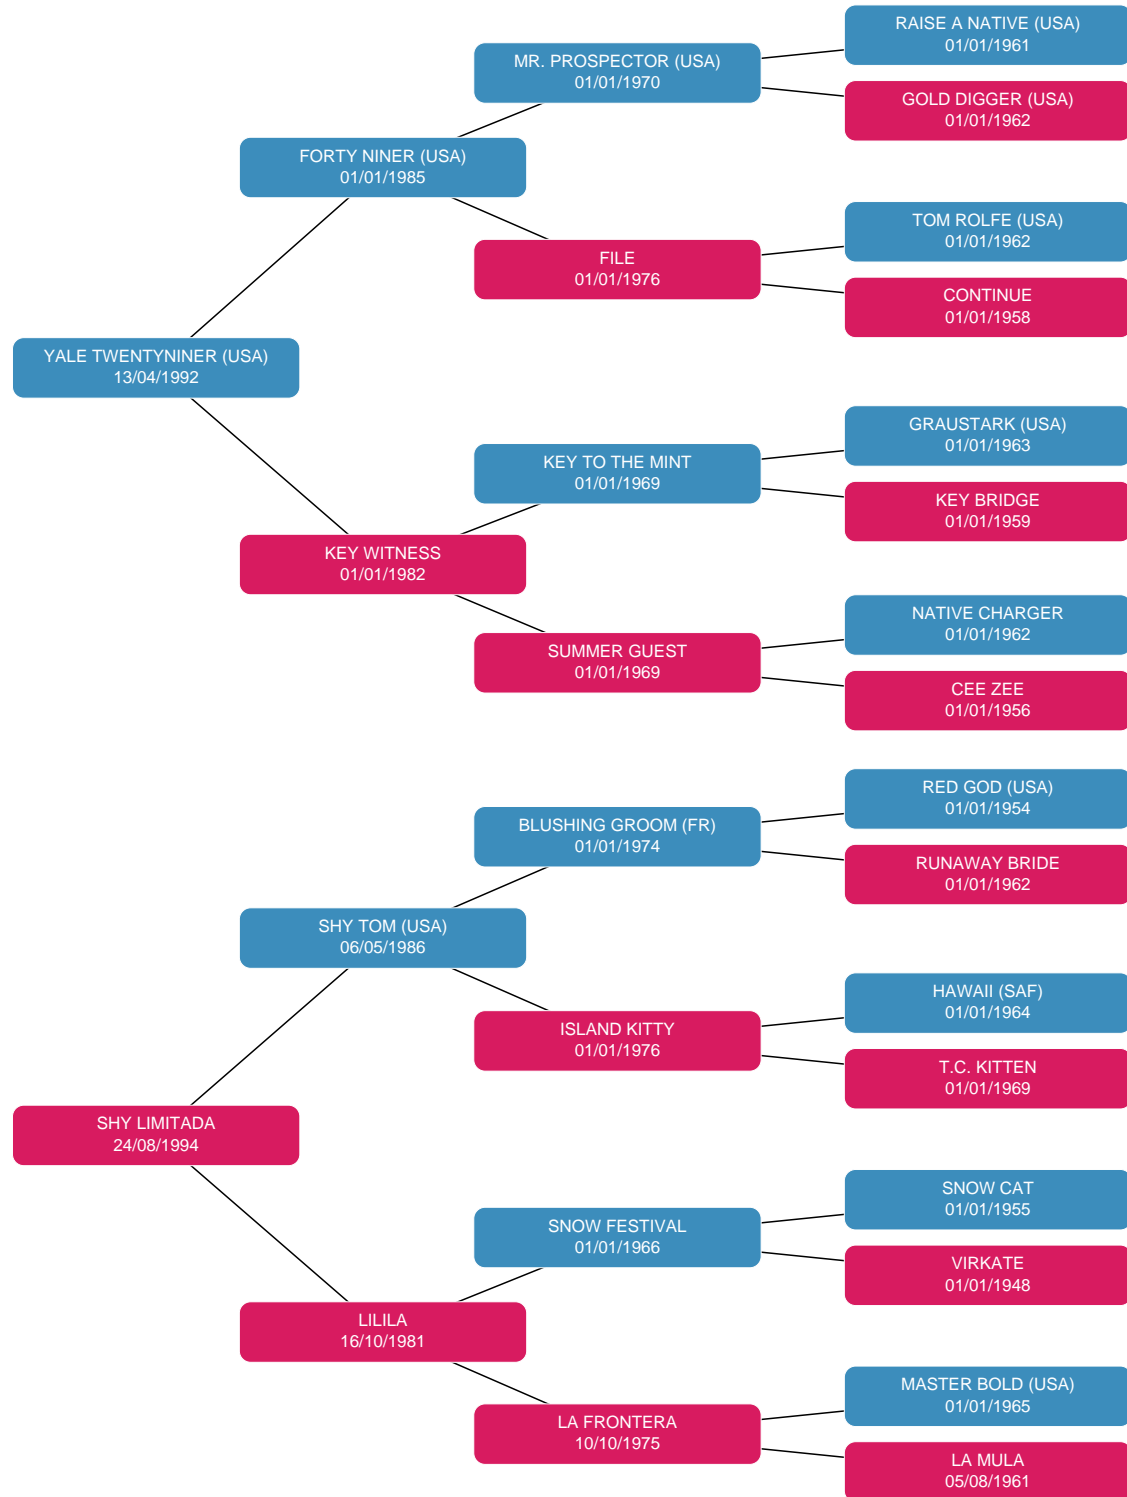 RAISE A NATIVE (USA)
01/01/1961
MR. PROSPECTOR (USA)
01/01/1970
GOLD DIGGER (USA)
01/01/1962
FORTY NINER (USA)
01/01/1985
TOM ROLFE (USA)
01/01/1962
FILE
01/01/1976
CONTINUE
01/01/1958
YALE TWENTYNINER (USA)
13/04/1992
GRAUSTARK (USA)
01/01/1963
KEY TO THE MINT
01/01/1969
KEY BRIDGE
01/01/1959
KEY WITNESS
01/01/1982
NATIVE CHARGER
01/01/1962
SUMMER GUEST
01/01/1969
CEE ZEE
01/01/1956
RED GOD (USA)
01/01/1954
BLUSHING GROOM (FR)
01/01/1974
RUNAWAY BRIDE
01/01/1962
SHY TOM (USA)
06/05/1986
HAWAII (SAF)
01/01/1964
ISLAND KITTY
01/01/1976
T.C. KITTEN
01/01/1969
SHY LIMITADA
24/08/1994
SNOW CAT
01/01/1955
SNOW FESTIVAL
01/01/1966
VIRKATE
01/01/1948
LILILA
16/10/1981
MASTER BOLD (USA)
01/01/1965
LA FRONTERA
10/10/1975
LA MULA
05/08/1961